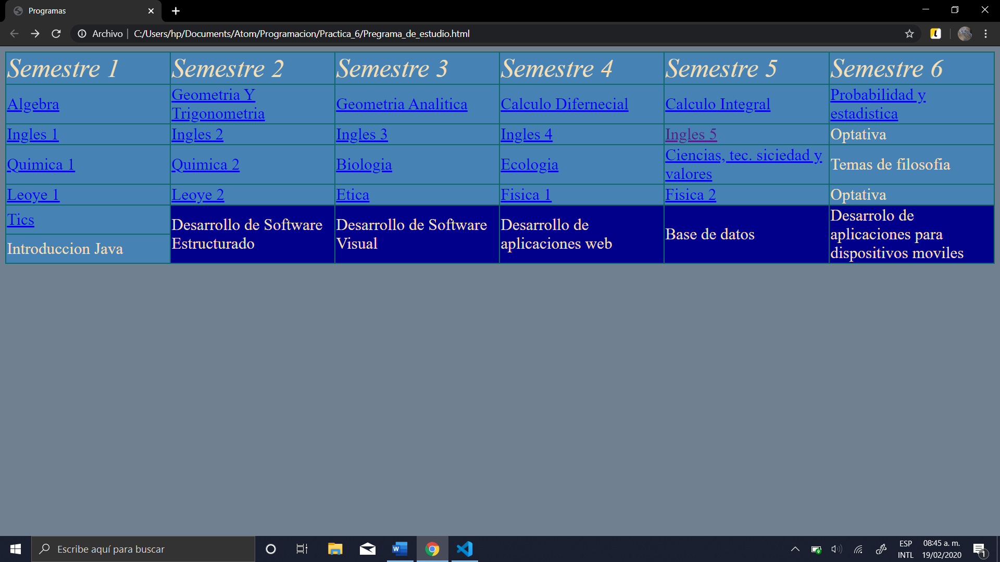 Programas
Archivo C:/Users/hp/Documents/Atom/Programacion/Practica_6/Pregrama_de_estudio.html
Semestre 1 Semestre 2 Semestre 3 Semestre 4 Semestre 5 Semestre 6
Algebra
Geometria Y
Trigonometria
Geometria Analitica
Calculo Difernecial
Calculo Integral
Probabilidad y
estadistica
Ingles 1 Ingles 2 Ingles 3 Ingles 4 Ingles 5 Optativa
Quimica 1 Quimica 2 Biologia Ecologia
Ciencias, tec. siciedad y
valores
Temas de filosofia
Leoye 1 Leoye 2 Etica Fisica 1 Fisica 2 Optativa
Tics
Desarrollo de Software
Estructurado
Desarrollo de Software
Visual
Desarrollo de
aplicaciones web
Base de datos
Desarrolo de
aplicaciones para
dispositivos moviles
Introduccion Java
Escribe aquí para buscar
ESP
INTL
08:45 a. m.
19/02/2020
1